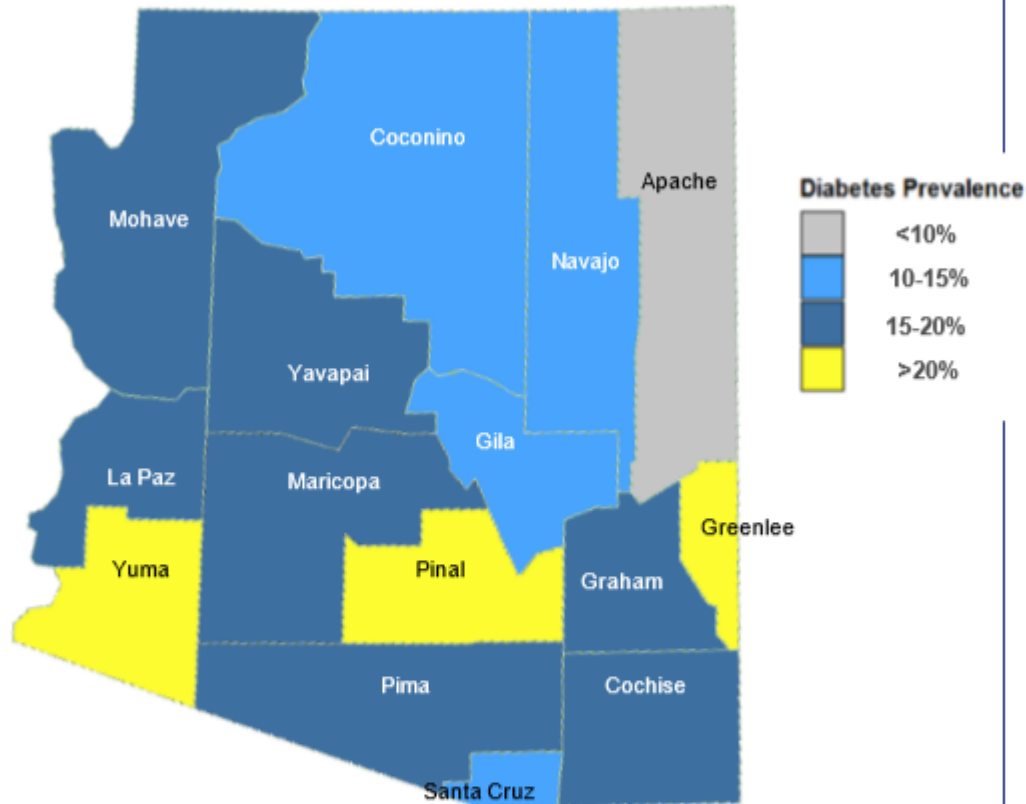 Coconino
Apache
Mohave
Navajo
Yavapai
Gila
La Paz
Maricopa
Greenlee
Yuma
Pinal
Graham
Pima
Cochise
Santa Cruz
Diabetes Prevalence
<10%
10-15%
15-20%
>20%